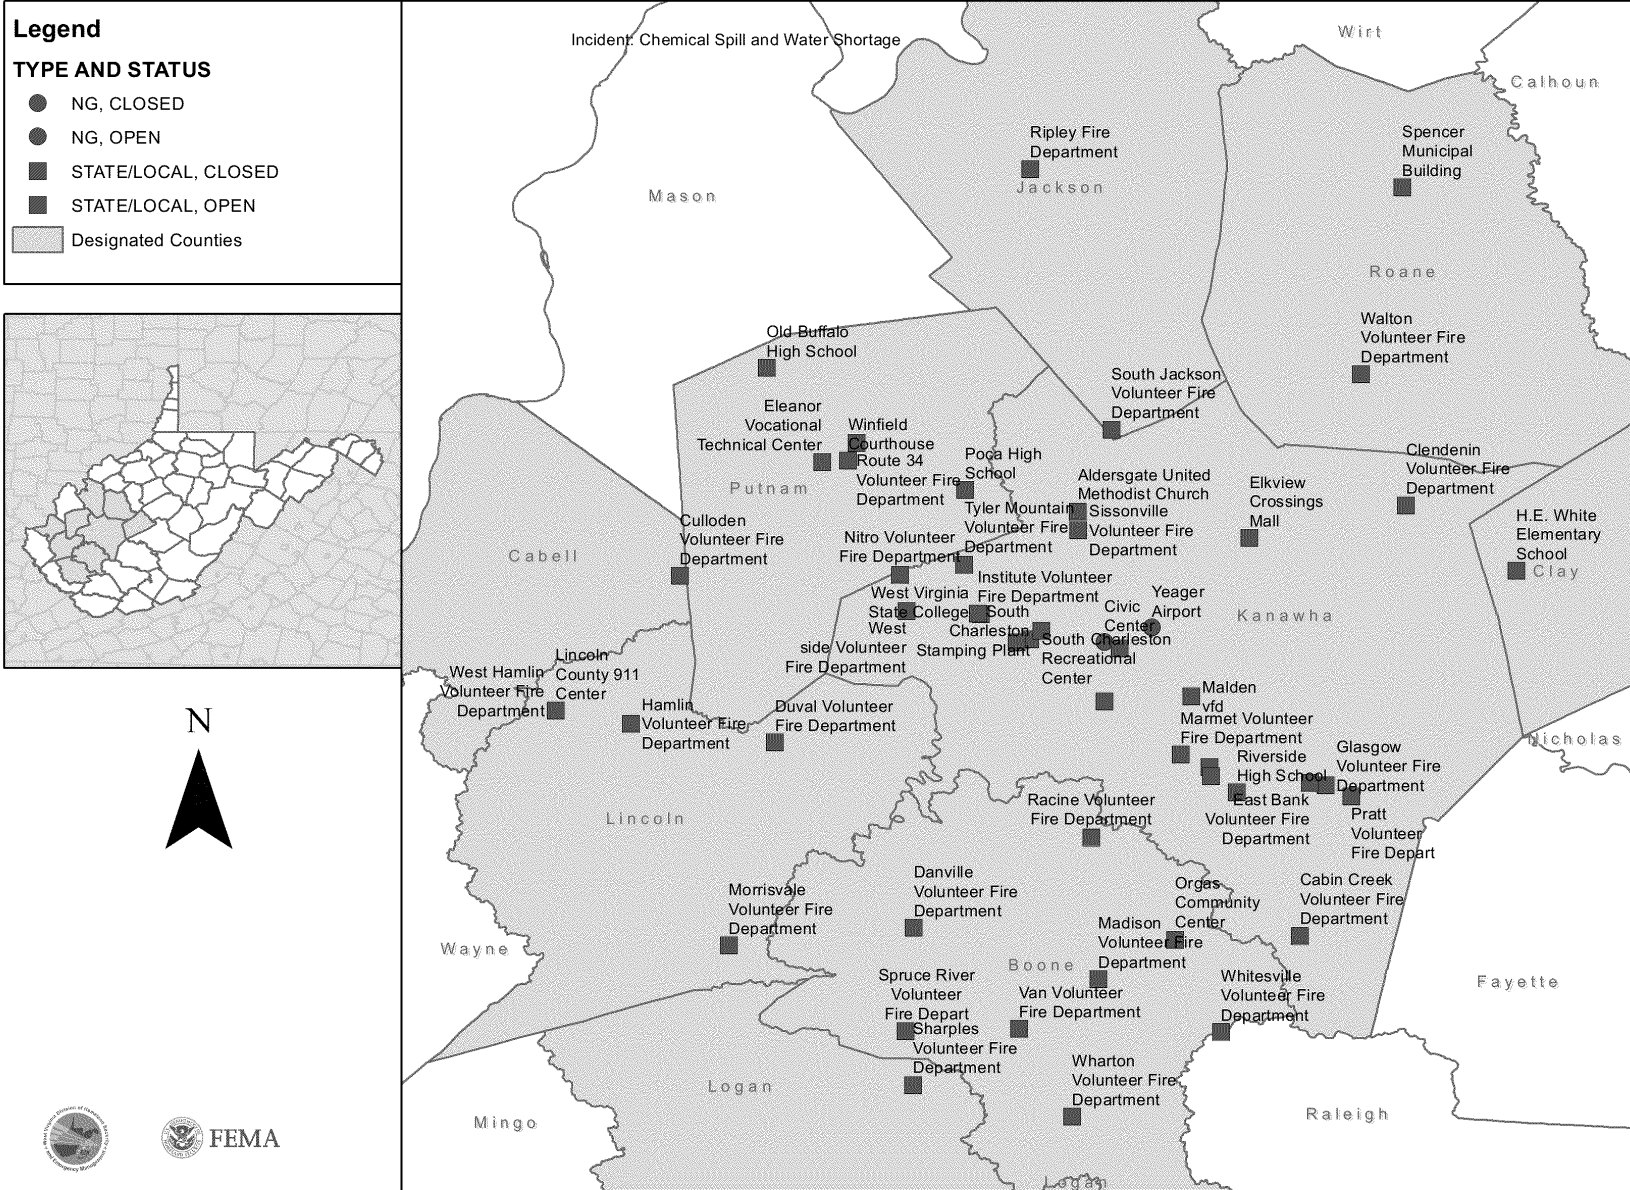 Legend
TYPE AND STATUS
NG, CLOSED
NG, OPEN
STATE/LOCAL, CLOSED
STATE/LOCAL, OPEN
Designated Counties
N
West Virginia Division of Homeland Security
and Emergency Management
FEMA
Incident: Chemical Spill and Water Shortage
Wirt
Calhoun
Ripley Fire
Department
Jackson
Spencer
Municipal
Building
Mason
Roane
Walton
Volunteer Fire
Department
Old Buffalo
High School
South Jackson
Volunteer Fire
Department
Eleanor
Vocational
Technical Center
Winfield
Courthouse
Route 34
Volunteer Fire
Department
Putnam
Poca High
School
Tyler Mountain
Volunteer Fire
Department
Aldersgate United
Methodist Church
Sissonville
Volunteer Fire
Department
Elkview
Crossings
Mall
Clendenin
Volunteer Fire
Department
H.E. White
Elementary
School
Clay
Culloden
Volunteer Fire
Department
Cabell
Nitro Volunteer
Fire Department
Institute Volunteer
Fire Department
West Virginia
State College
West
side Volunteer
Fire Department
South
Charleston
Stamping Plant
Civic
Center
Yeager
Airport
Kanawha
South Charleston
Recreational
Center
West Hamlin
Volunteer Fire
Department
Lincoln
County 911
Center
Hamlin
Volunteer Fire
Department
Duval Volunteer
Fire Department
Malden
vfd
Marmet Volunteer
Fire Department
Riverside
High School
Glasgow
Volunteer Fire
Department
Nicholas
East Bank
Volunteer Fire
Department
Pratt
Volunteer
Fire Depart
Racine Volunteer
Fire Department
Lincoln
Morrisvale
Volunteer Fire
Department
Danville
Volunteer Fire
Department
Orgas
Community
Center
Cabin Creek
Volunteer Fire
Department
Madison
Volunteer Fire
Department
Wayne
Boone
Spruce River
Volunteer
Fire Depart
Van Volunteer
Fire Department
Whitesville
Volunteer Fire
Department
Fayette
Sharples
Volunteer Fire
Department
Wharton
Volunteer Fire
Department
Logan
Mingo
Raleigh
Logan